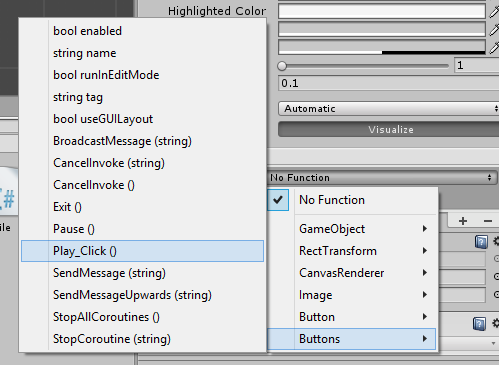 Highlighted Color
bool enabled
string name
bool runInEditMode
string tag
bool useGUILayout
BroadcastMessage (string)
CancelInvoke (string)
CancelInvoke ()
Exit ()
Pause ()
Play_Click ()
SendMessage (string)
SendMessageUpwards (string)
StopAllCoroutines ()
StopCoroutine (string)
1
0.1
Automatic
Visualize
No Function
No Function
GameObject
RectTransform
CanvasRenderer
Image
Button
Buttons
+ −
#
ile